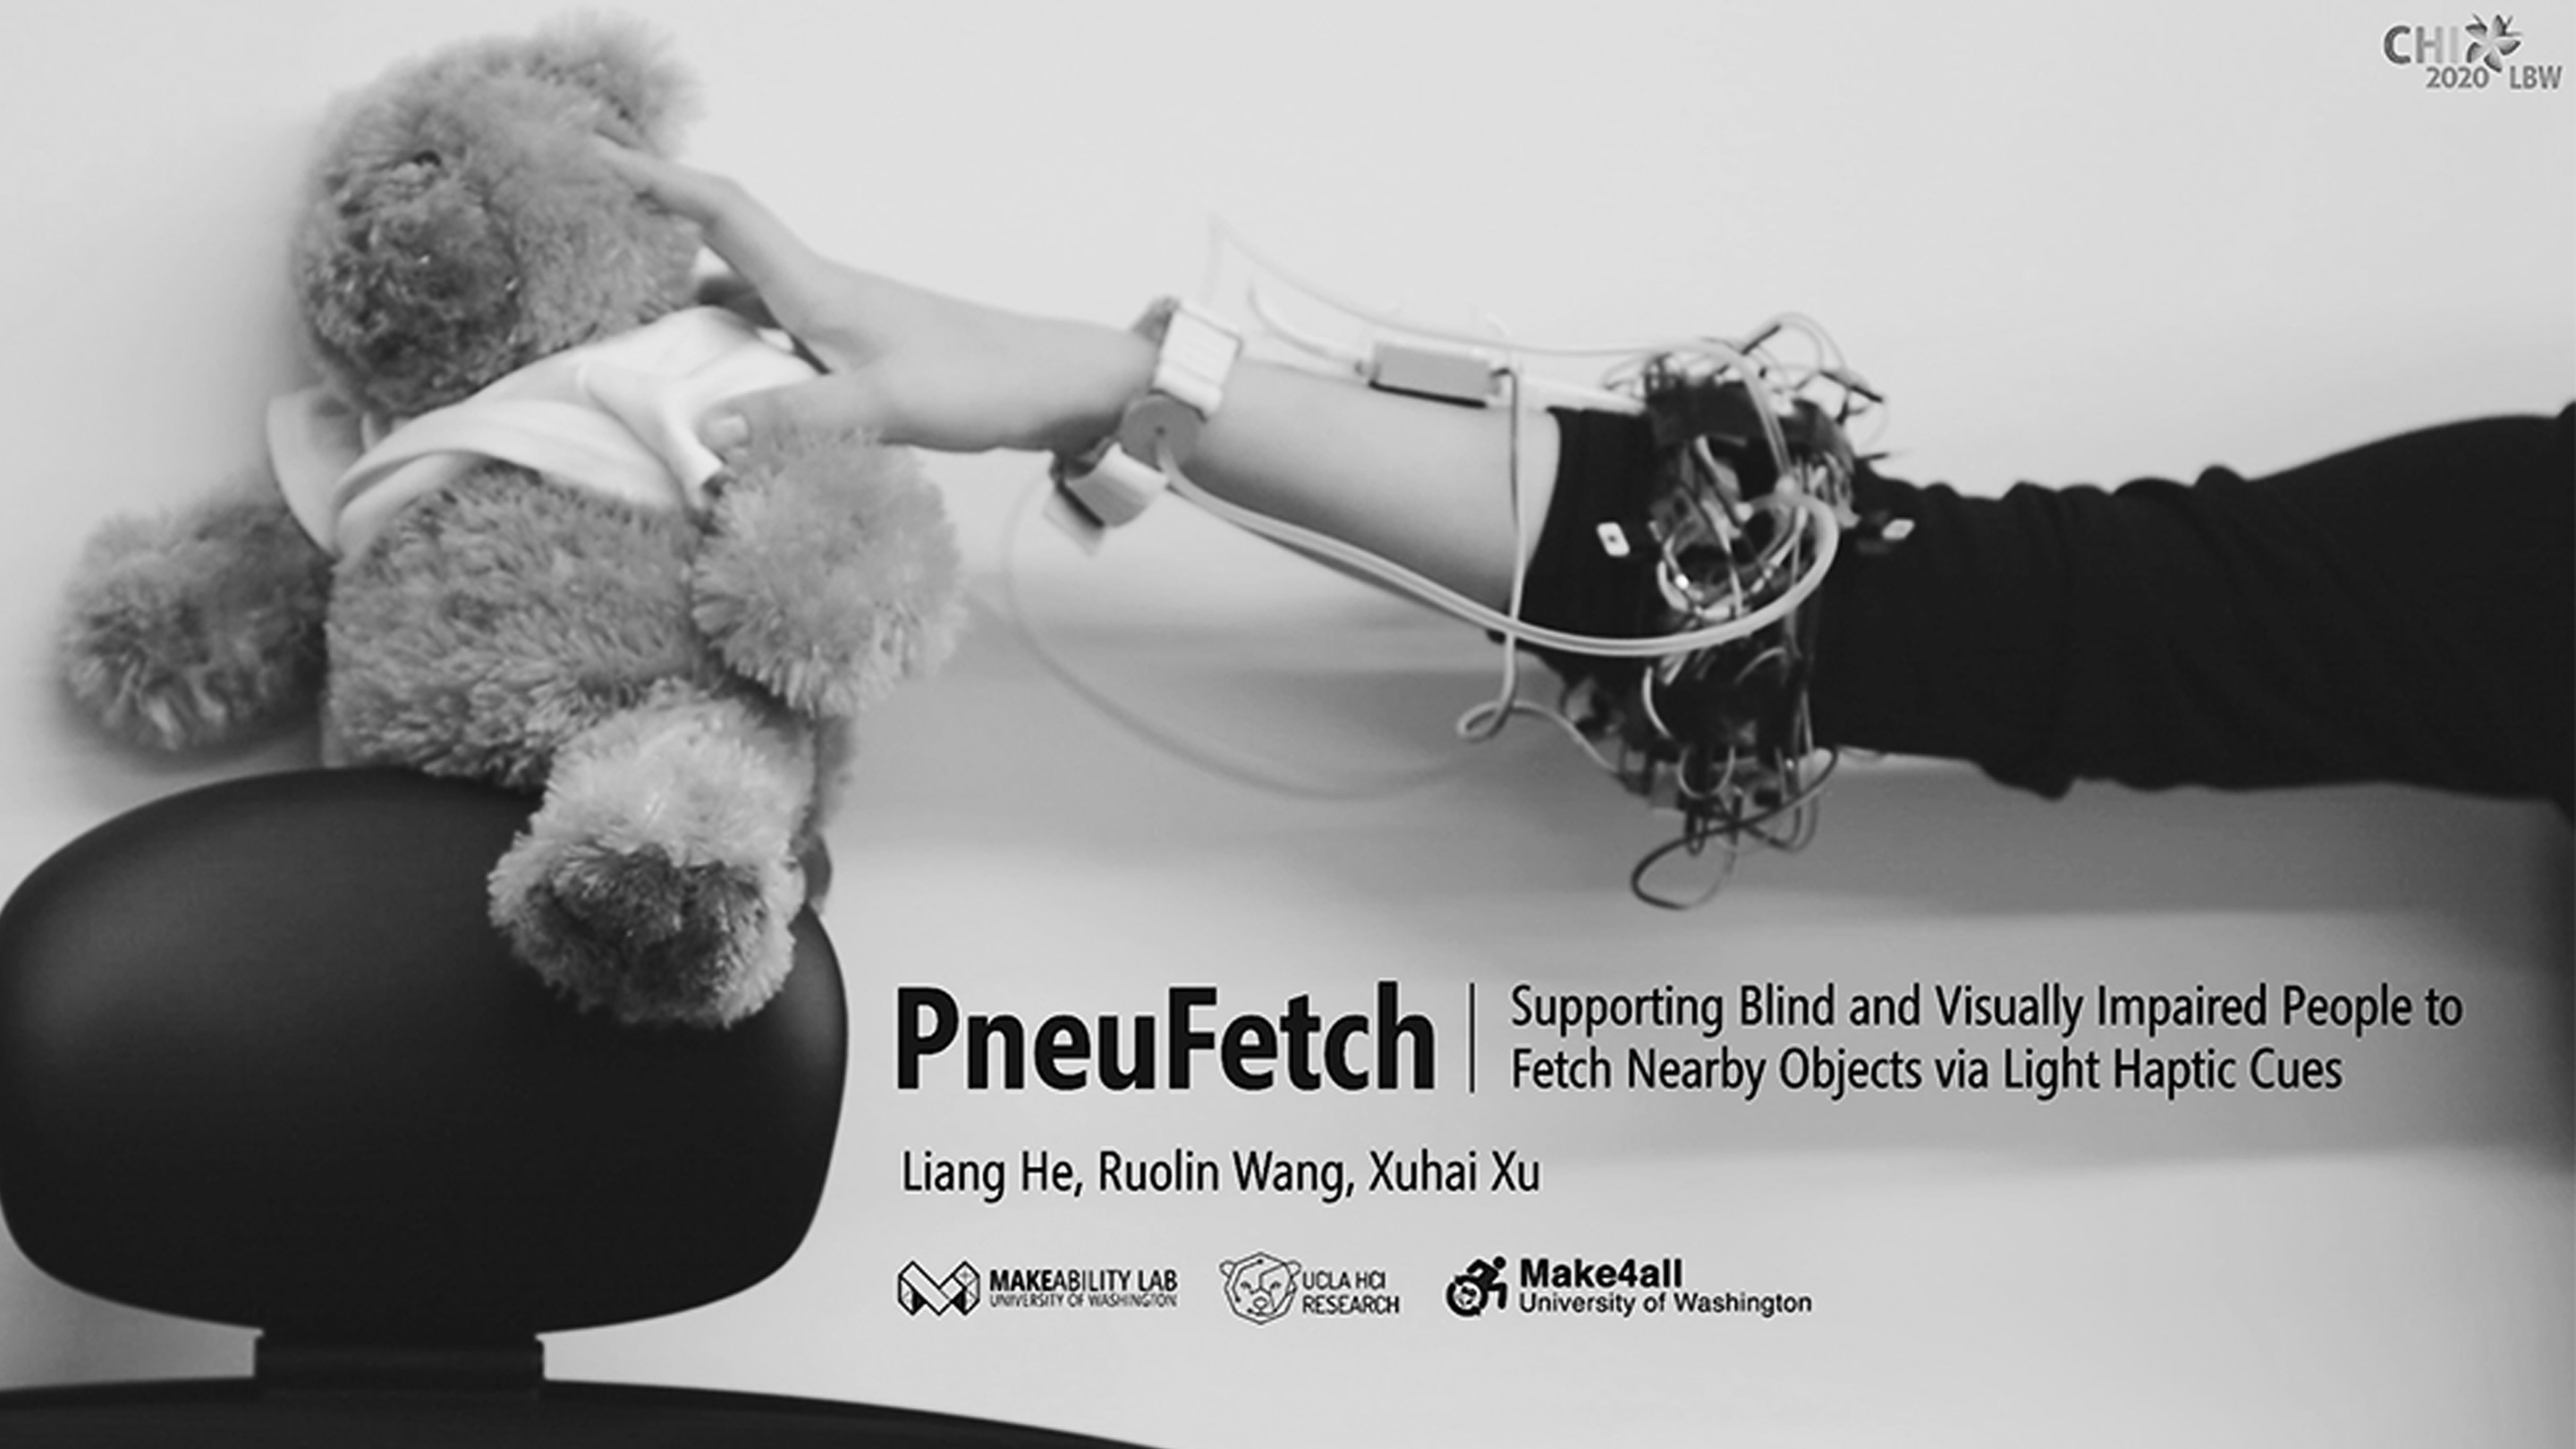 CHI
2020 LBW
PneuFetch
Supporting Blind and Visually Impaired People to
Fetch Nearby Objects via Light Haptic Cues
Liang He, Ruolin Wang, Xuhai Xu
MAKEABILITY LAB
UNIVERSITY OF WASHINGTON
UCLA HCI
RESEARCH
Make4all
University of Washington